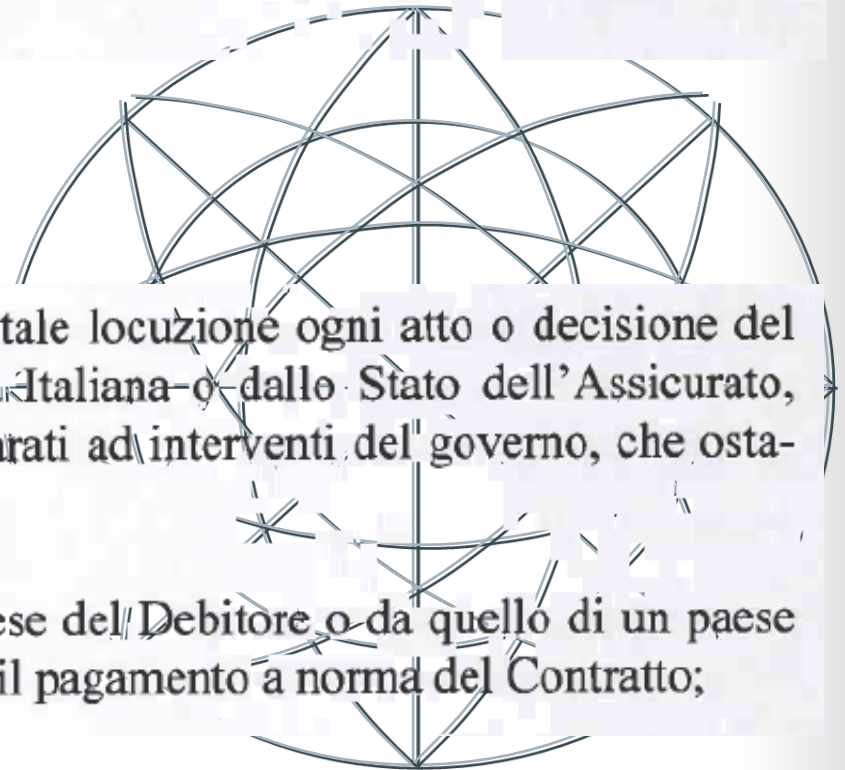 tale locuzione ogni atto o decisione del
Italiana o dallo Stato dell'Assicurato,
rati ad interventi del governo, che osta-
del Debitore o da quello di un paese
il pagamento a norma del Contratto;